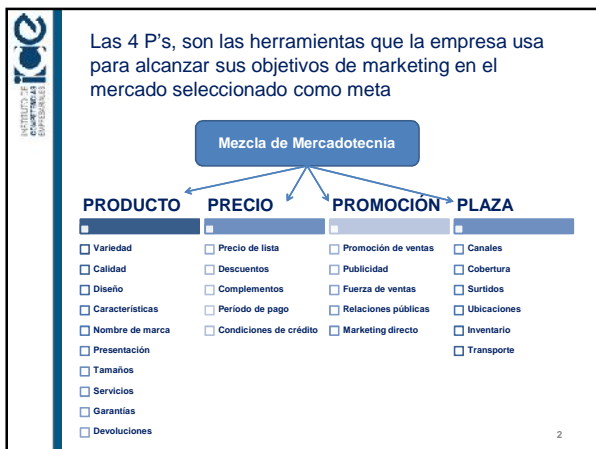 ice
INSTITUTO DE
COMPETENCIAS
EMPRESARIALES
Las 4 P's, son las herramientas que la empresa usa
para alcanzar sus objetivos de marketing en el
mercado seleccionado como meta
Mezcla de Mercadotecnia
PRODUCTO
Variedad
Calidad
Diseño
Características
Nombre de marca
Presentación
Tamaños
Servicios
Garantías
Devoluciones
PRECIO
Precio de lista
Descuentos
Complementos
Período de pago
Condiciones de crédito
PROMOCIÓN
Promoción de ventas
Publicidad
Fuerza de ventas
Relaciones públicas
Marketing directo
PLAZA
Canales
Cobertura
Surtidos
Ubicaciones
Inventario
Transporte
2